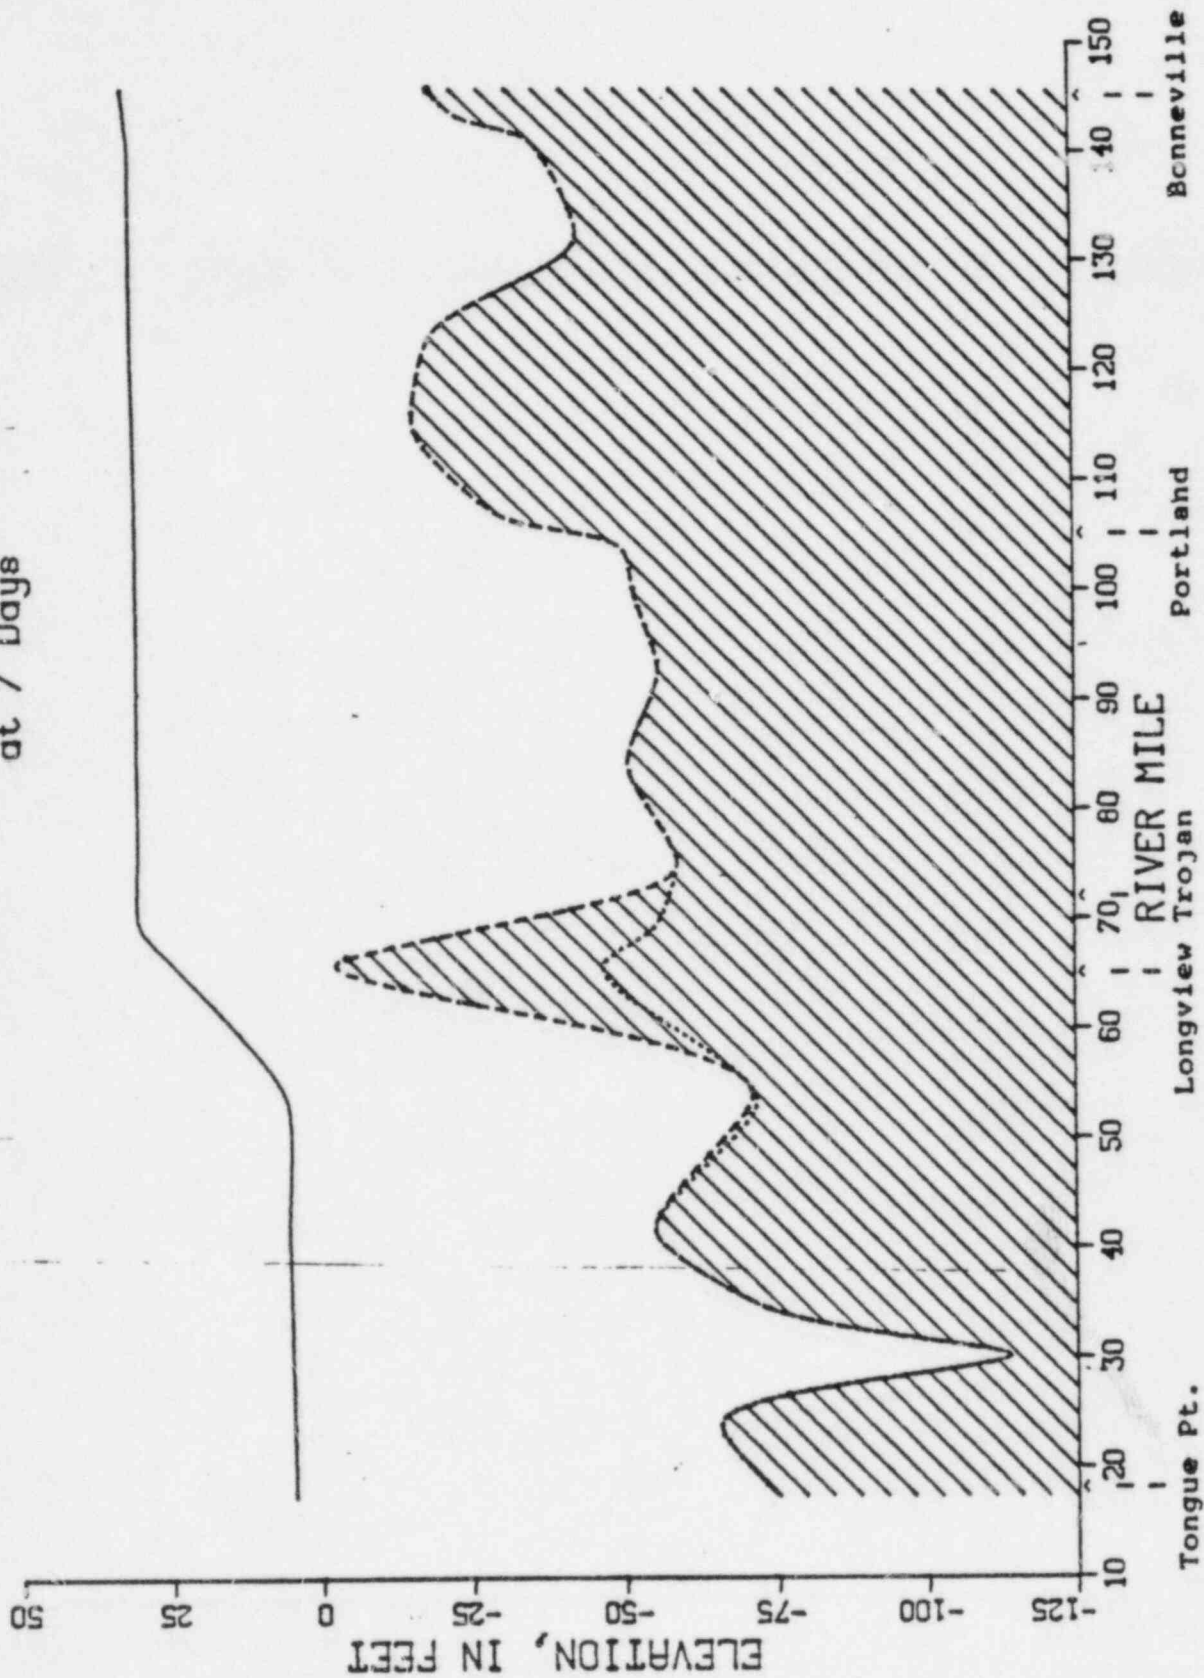 at 7 Days
50
25
0
-25
-50
-75
-100
-125
ELEVATION, IN FEET
10 20 30 40 50 60 70 80 90 100 110 120 130 140 150
RIVER MILE
Tongue Pt. Longview Trojan Portland Bonneville